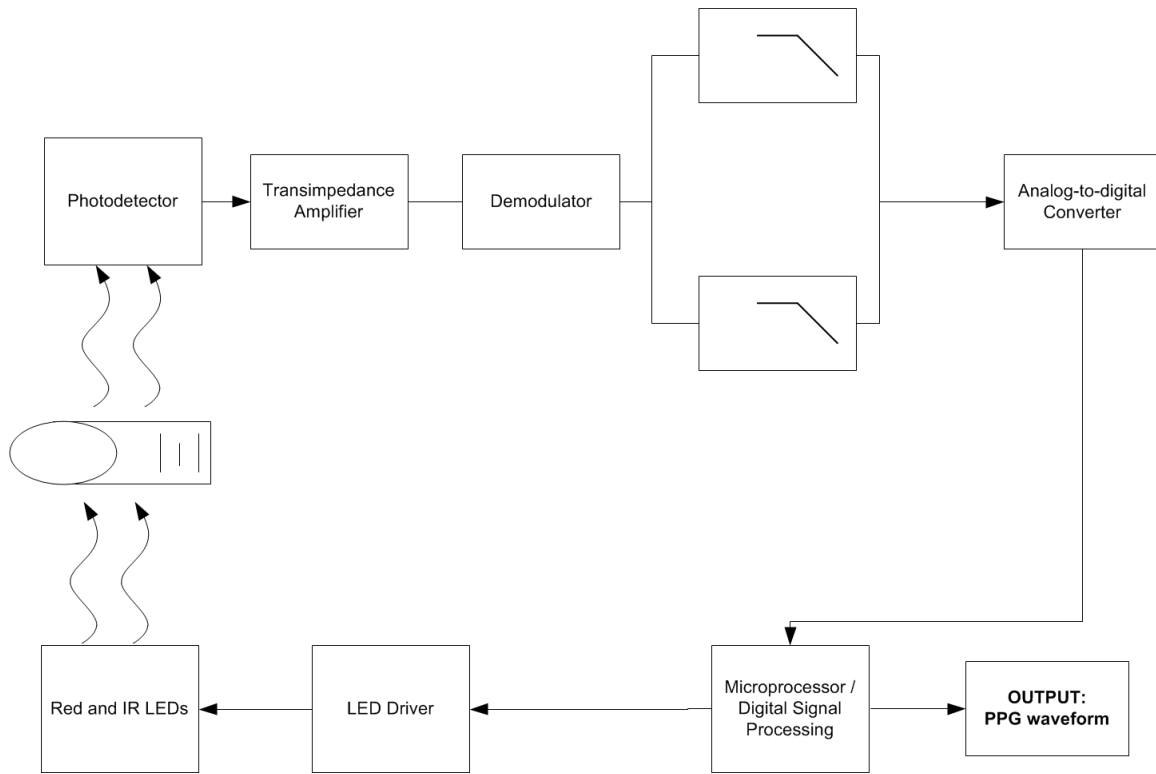 Photodetector
Transimpedance
Amplifier
Demodulator
Analog-to-digital
Converter
Red and IR LEDs
LED Driver
Microprocessor /
Digital Signal
Processing
OUTPUT:
PPG waveform